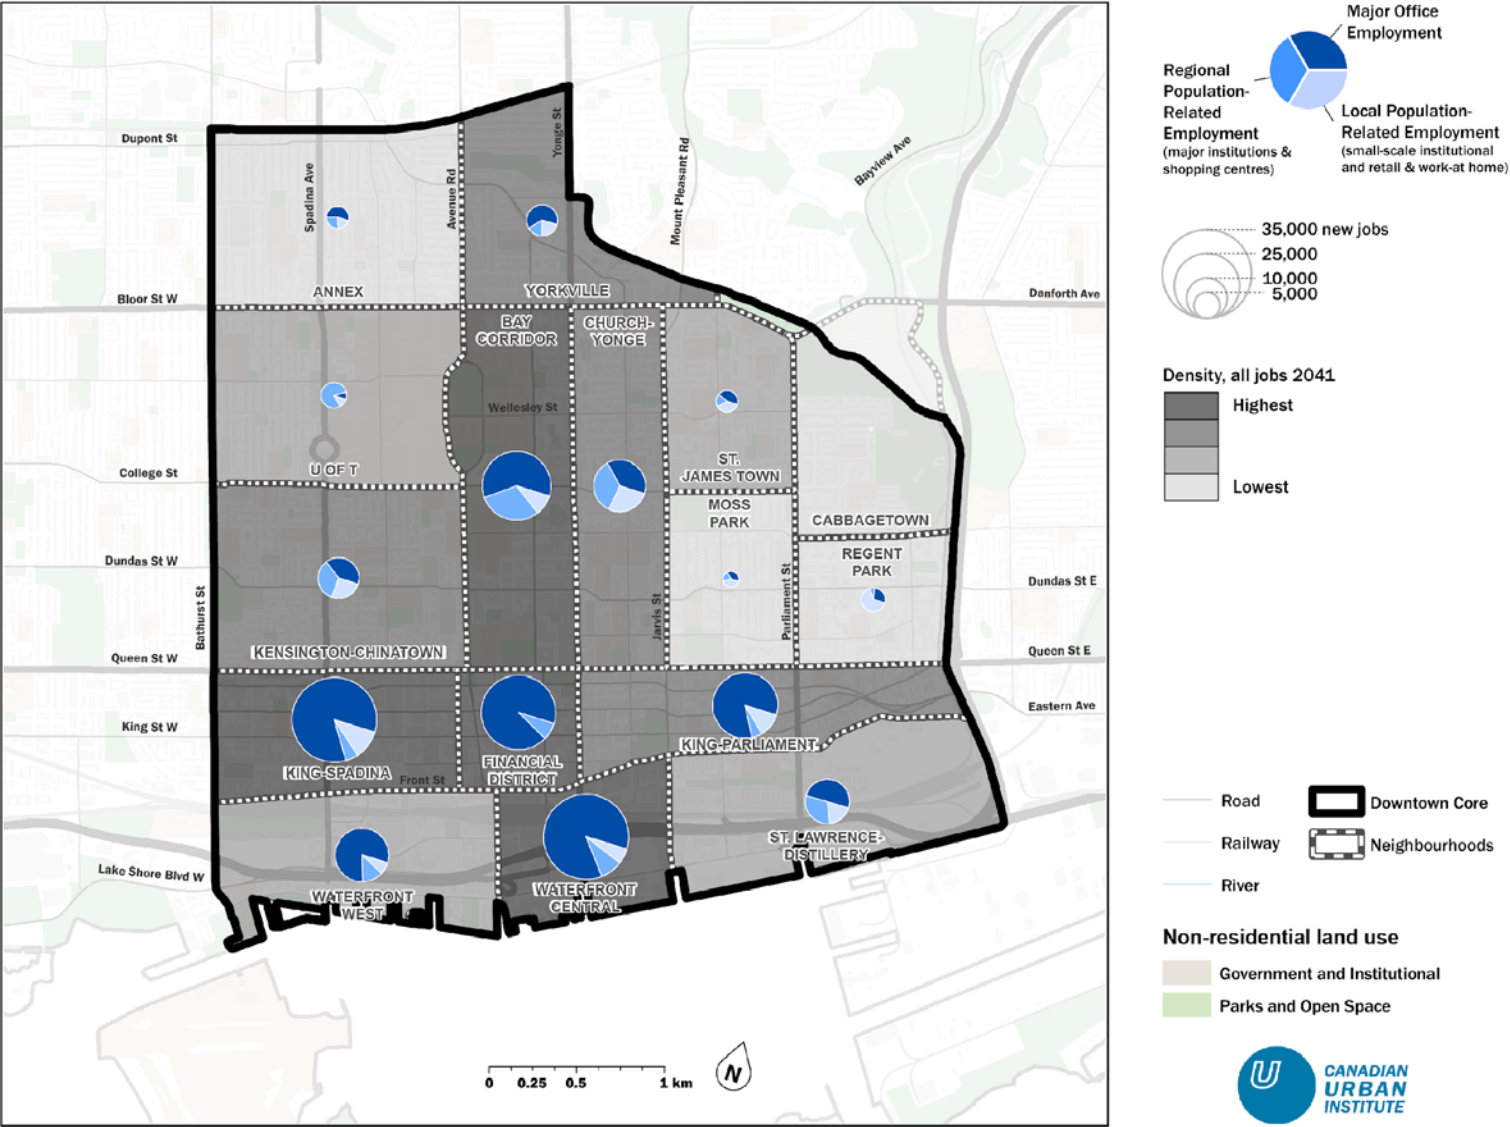 Dupont St
Spadina Ave
Avenue Rd
Yonge St
Mount Pleasant Rd
Bayview Ave
ANNEX
YORKVILLE
Bloor St W
Danforth Ave
BAY
CORRIDOR
CHURCH-
YONGE
Wellesley St
College St
U OF T
ST.
JAMES TOWN
MOSS
PARK
CABBAGETOWN
REGENT
PARK
Dundas St W
Dundas St E
Bathurst St
Jarvis St
Parliament St
KENSINGTON-CHINATOWN
Queen St W
Queen St E
King St W
Eastern Ave
KING-SPADINA
FINANCIAL
DISTRICT
KING-PARLIAMENT
Front St
ST. LAWRENCE-
DISTILLERY
Lake Shore Blvd W
WATERFRONT
WEST
WATERFRONT
CENTRAL
0 0.25 0.5 1 km
N
Major Office
Employment
Regional
Population-
Related
Employment
(major institutions &
shopping centres)
Local Population-
Related Employment
(small-scale institutional
and retail & work-at home)
35,000 new jobs
25,000
10,000
5,000
Density, all jobs 2041
Highest
Lowest
Road
Railway
River
Downtown Core
Neighbourhoods
Non-residential land use
Government and Institutional
Parks and Open Space
U
CANADIAN
URBAN
INSTITUTE